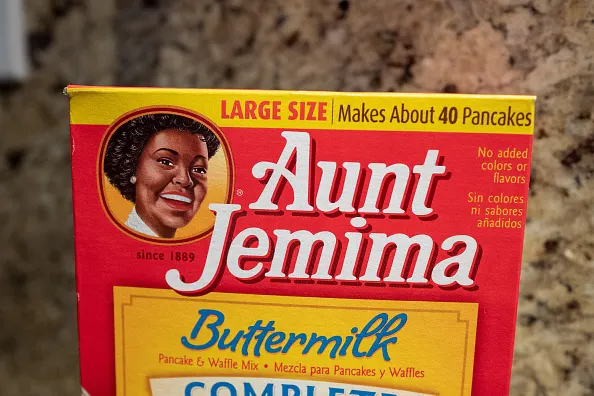 LARGE SIZE | Makes About 40 Pancakes
Aunt
Jemima®
No added
colors or
flavors
Sin colores
ni sabores
añadidos
since 1889
Buttermilk
Pancake & Waffle Mix • Mezcla para Pancakes y Waffles
COMPLETE